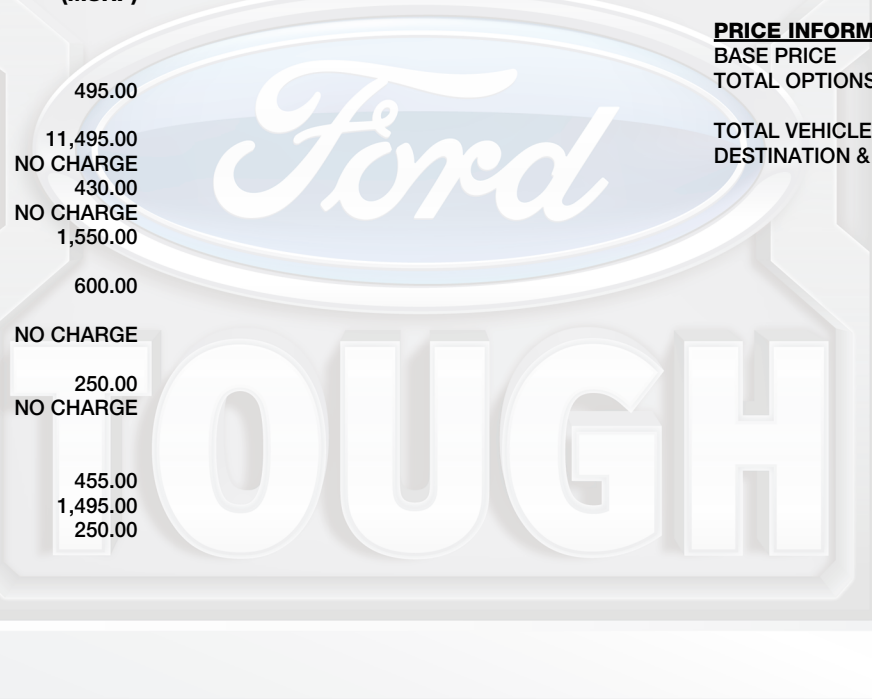 495.00
11,495.00
NO CHARGE
430.00
NO CHARGE
1,550.00
600.00
NO CHARGE
250.00
NO CHARGE
455.00
1,495.00
250.00
PRICE
BASE PRICE
TOTAL OPTIONS
TOTAL VEHICLE
DESTINATION &
Ford
TOUGH